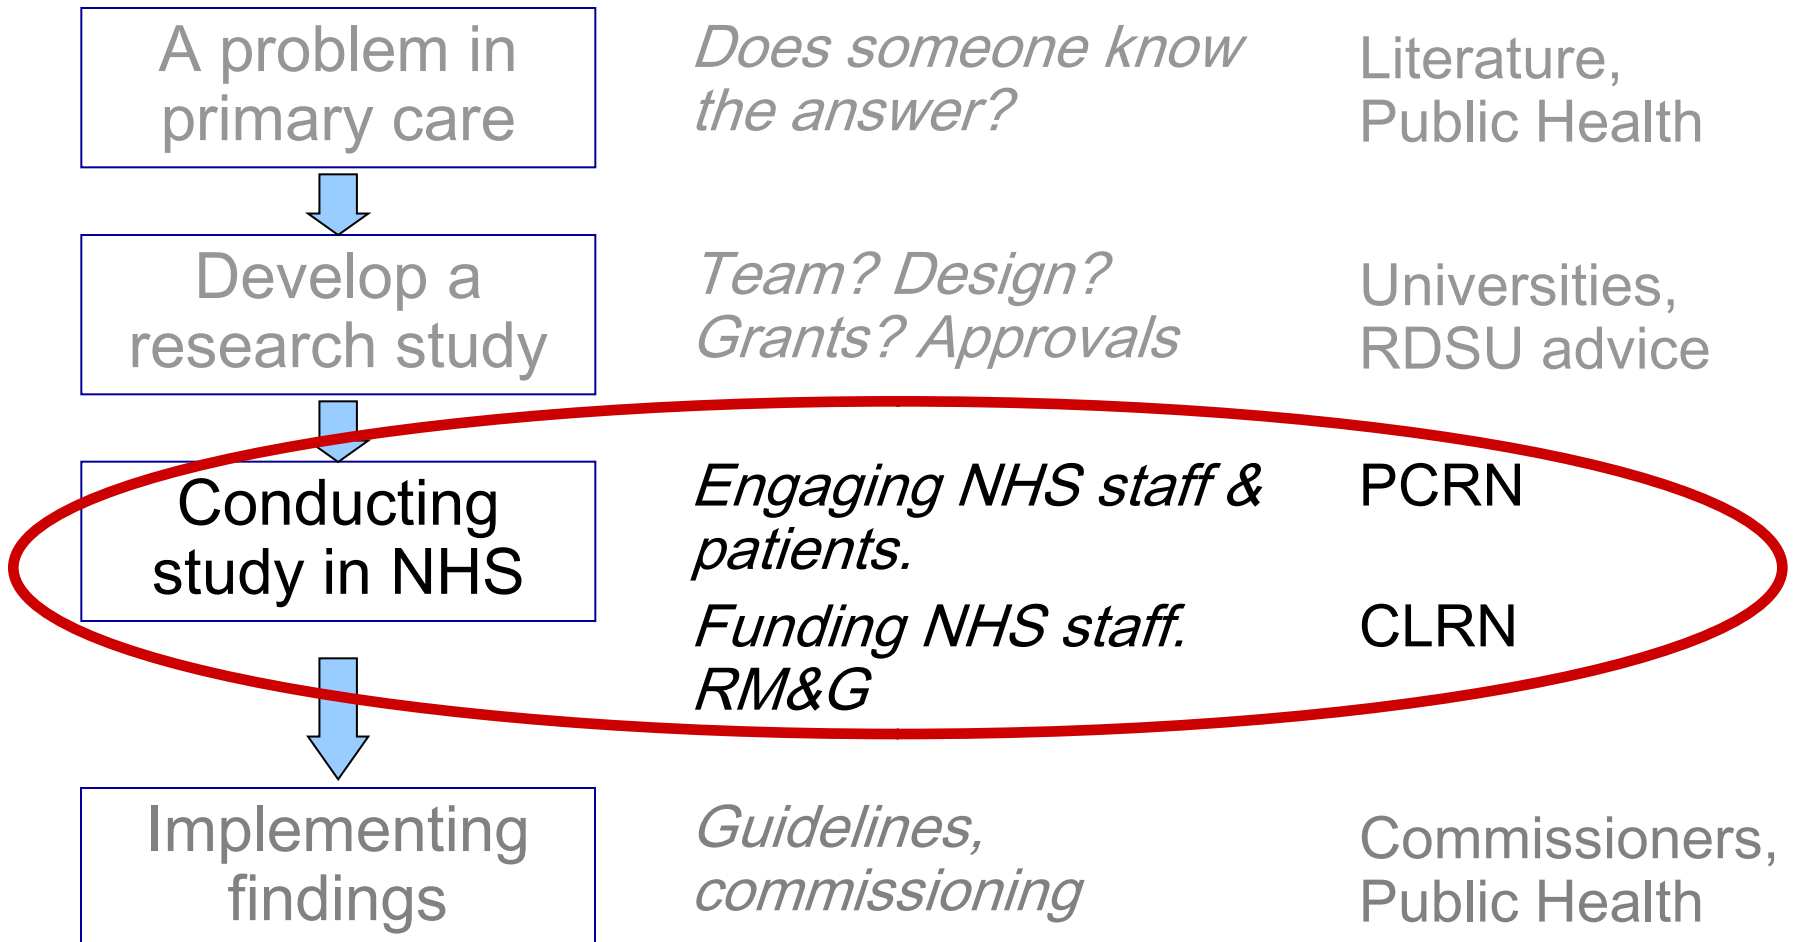 A problem in
primary care
Does someone know
the answer?
Literature,
Public Health
Develop a
research study
Team? Design?
Grants? Approvals
Universities,
RDSU advice
Conducting
study in NHS
Engaging NHS staff &
patients.
PCRN
Funding NHS staff.
RM&G
CLRN
Implementing
findings
Guidelines,
commissioning
Commissioners,
Public Health